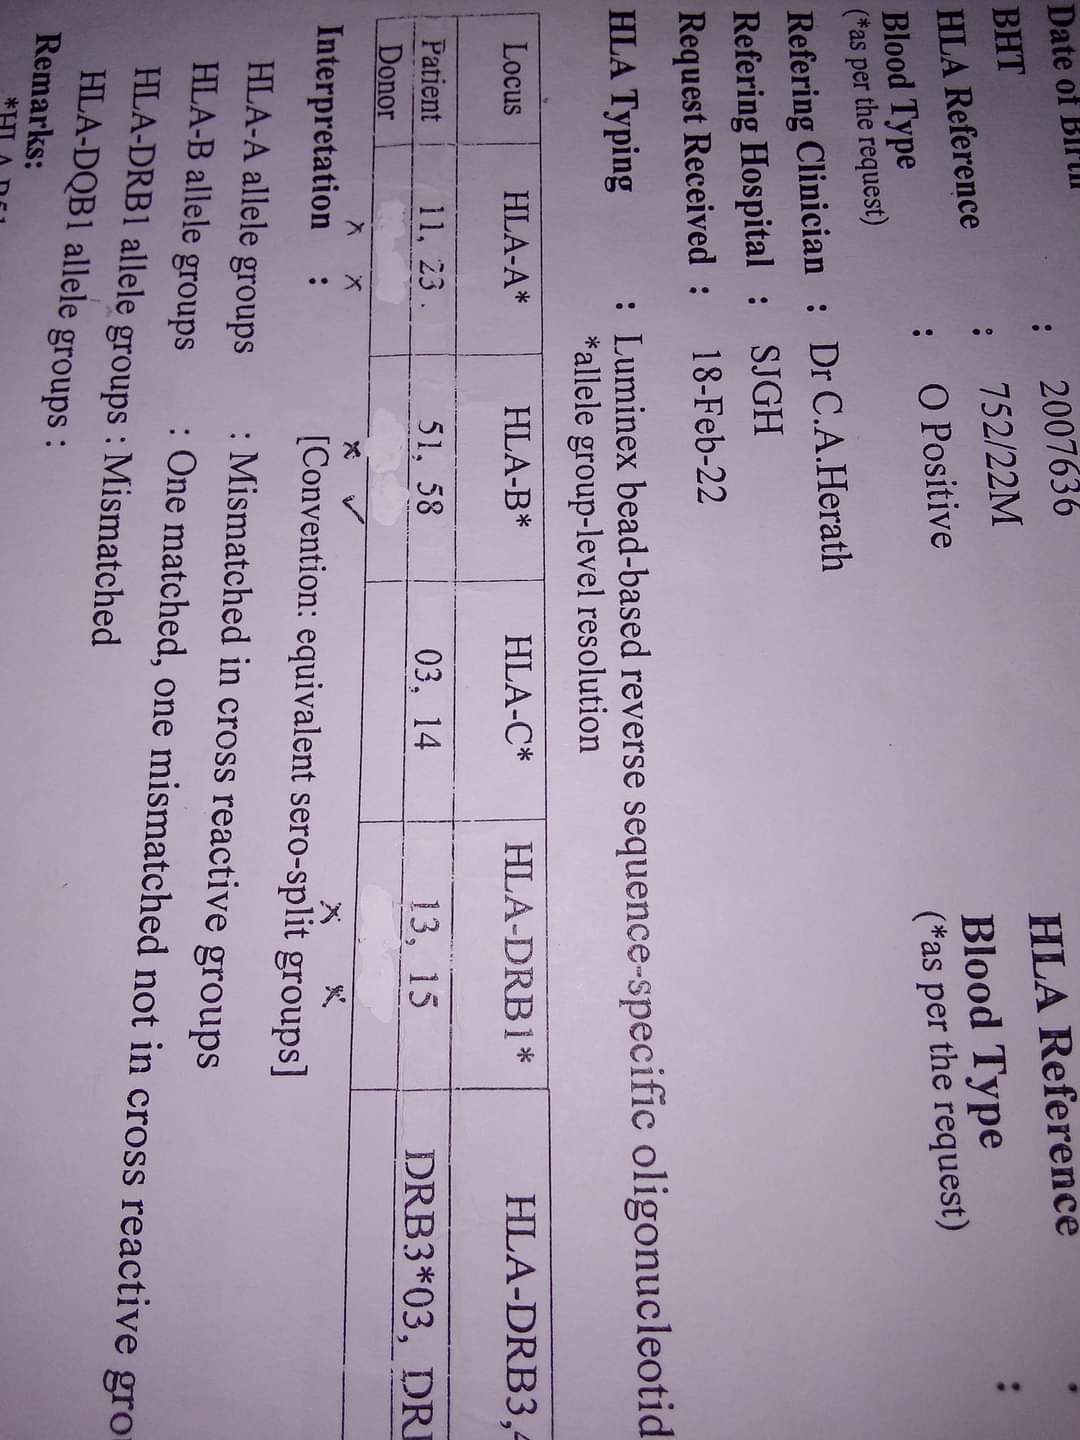 Date of Birth :
BHT : 2007636
HLA Reference : 752/22M
Blood Type : O Positive
(*as per the request)
HLA Reference :
Blood Type :
(*as per the request)
Refering Clinician : Dr C.A.Herath
Refering Hospital : SJGH
Request Received : 18-Feb-22
HLA Typing : Luminex bead-based reverse sequence-specific oligonucleotid
*allele group-level resolution
Locus HLA-A* HLA-B* HLA-C* HLA-DRB1* HLA-DRB3,4
Patient 11, 23 . 51, 58 03, 14 13, 15 DRB3*03, DR
Donor
x x x ✓ x x
Interpretation : [Convention: equivalent sero-split groups]
HLA-A allele groups : Mismatched in cross reactive groups
HLA-B allele groups : One matched, one mismatched not in cross reactive gro
HLA-DRB1 allele groups : Mismatched
HLA-DQB1 allele groups :
Remarks: